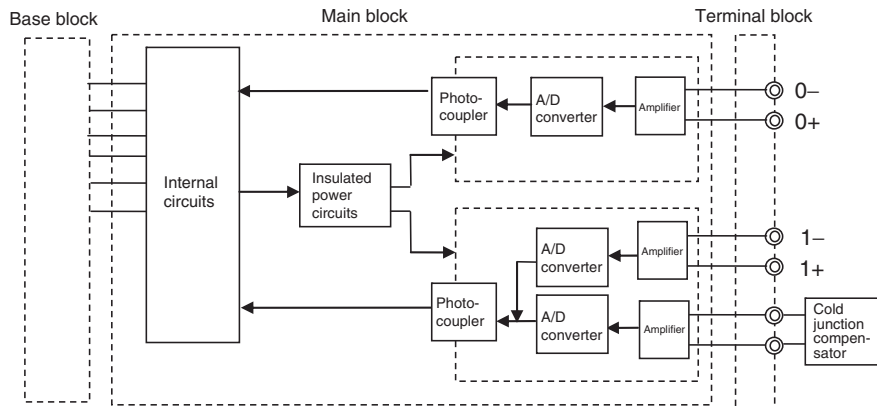 Base block
Main block
Terminal block
Internal
circuits
Photo-
coupler
A/D
converter
Amplifier
0–
0+
Insulated
power
circuits
A/D
converter
Amplifier
1–
1+
Photo-
coupler
A/D
converter
Amplifier
Cold
junction
compen-
sator